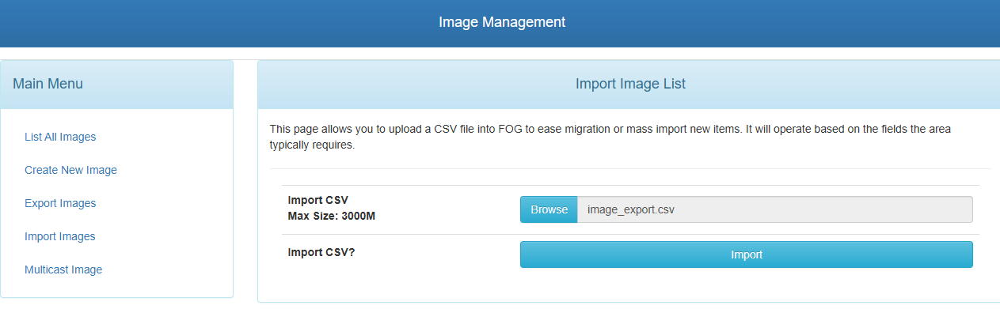 Image Management
Main Menu
List All Images
Create New Image
Export Images
Import Images
Multicast Image
Import Image List
This page allows you to upload a CSV file into FOG to ease migration or mass import new items. It will operate based on the fields the area
typically requires.
Import CSV
Max Size: 3000M
Browse
image_export.csv
Import CSV?
Import